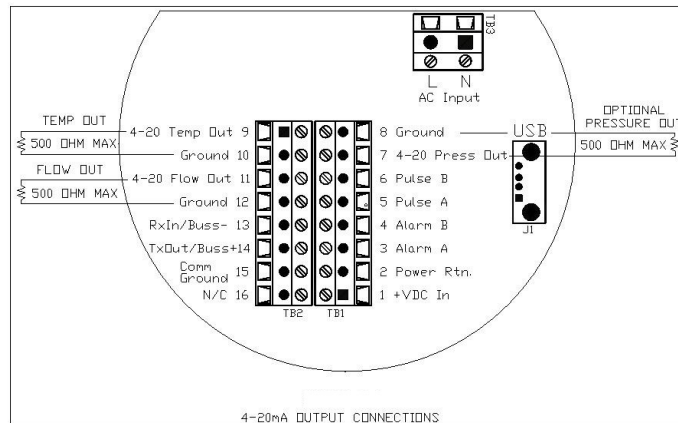 TB3
L N
AC Input
TEMP OUT
500 OHM MAX
FLOW OUT
500 OHM MAX
4-20 Temp Out 9
Ground 10
4-20 Flow Out 11
Ground 12
RxIn/Buss- 13
TxOut/Buss+14
Comm
Ground 15
N/C 16
TB2 TB1
8 Ground
7 4-20 Press Out
6 Pulse B
5 Pulse A
4 Alarm B
3 Alarm A
2 Power Rtn.
1 +VDC In
USB
J1
OPTIONAL
PRESSURE OUT
500 OHM MAX
4-20mA OUTPUT CONNECTIONS